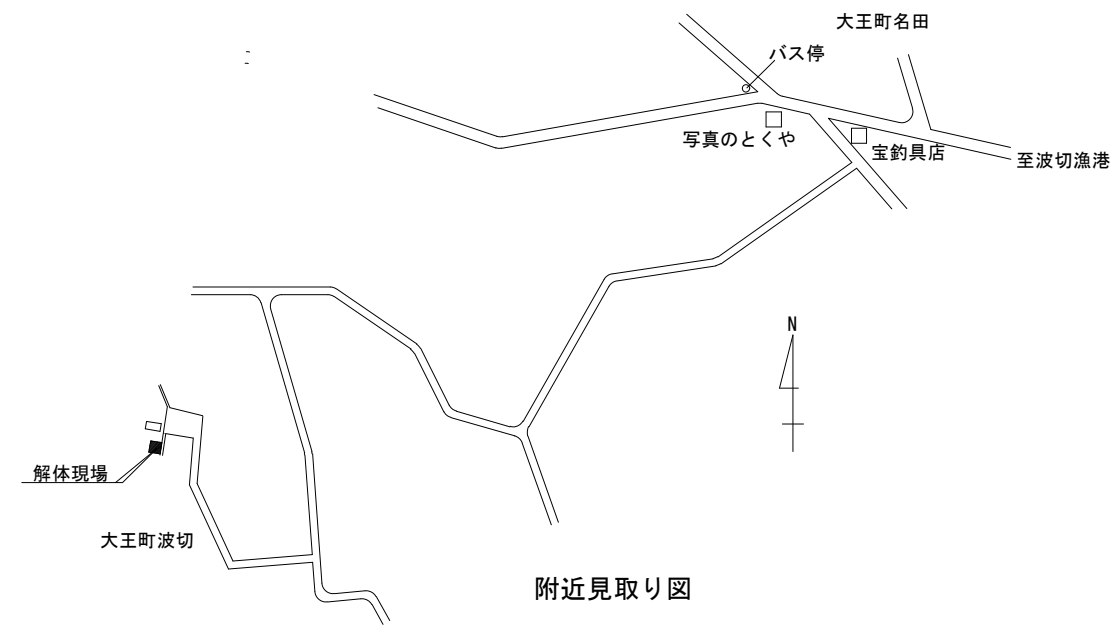 大王町名田
バス停
写真のとくや
宝釣具店
至波切漁港
N
解体現場
大王町波切
附近見取り図